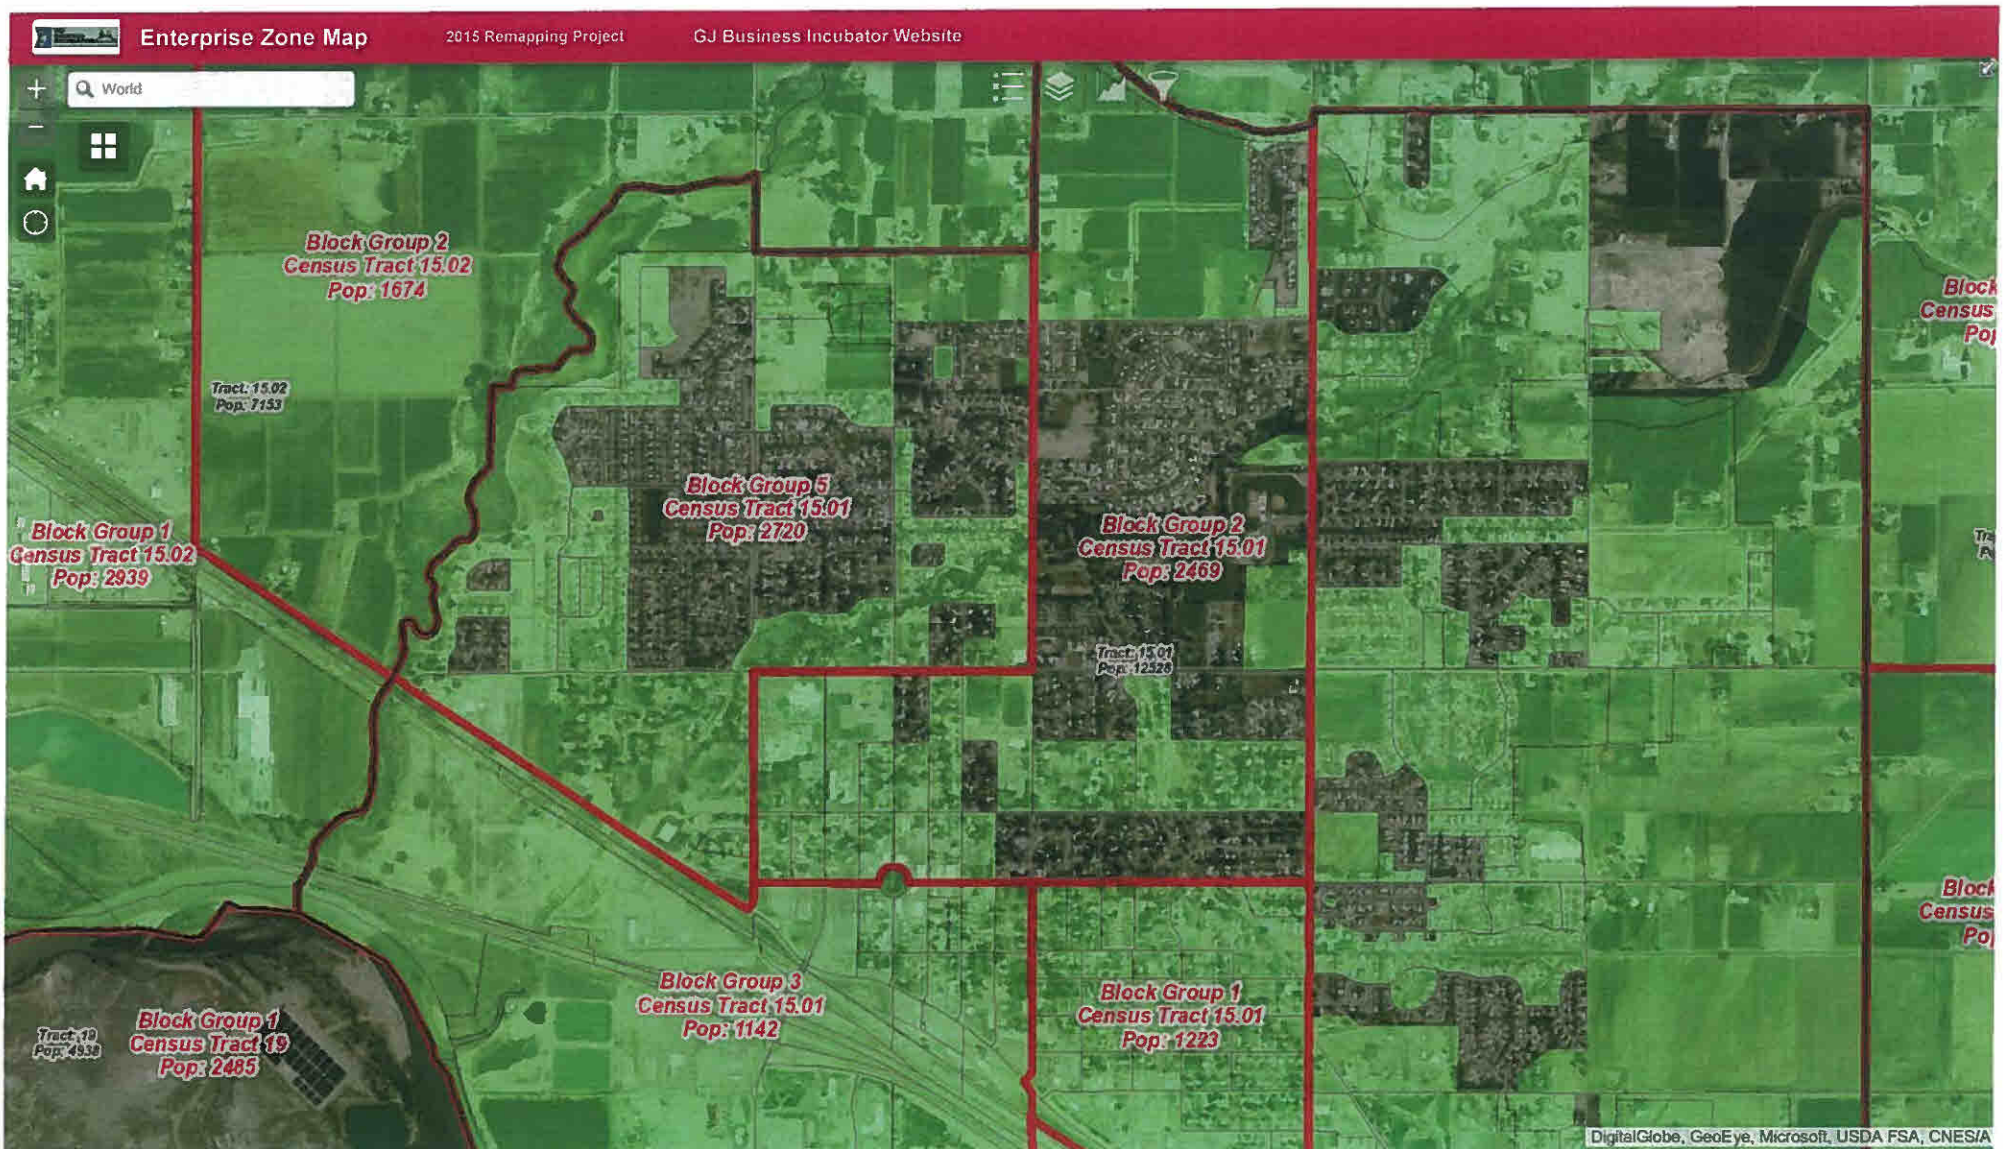 Enterprise Zone Map
2015 Remapping Project
GJ Business Incubator Website
World
Block Group 2
Census Tract 15.02
Pop: 1674
Tract: 15.02
Pop: 7153
Block Group 1
Census Tract 15.02
Pop: 2939
Block Group 5
Census Tract 15.01
Pop: 2720
Block Group 2
Census Tract 15.01
Pop: 2469
Tract: 15.01
Pop: 12528
Block
Census
Pop
Block Group 3
Census Tract 15.01
Pop: 1142
Block Group 1
Census Tract 15.01
Pop: 1223
Block
Census
Pop
Tract: 19
Pop: 4938
Block Group 1
Census Tract 19
Pop: 2485
DigitalGlobe, GeoEye, Microsoft, USDA FSA, CNES/A